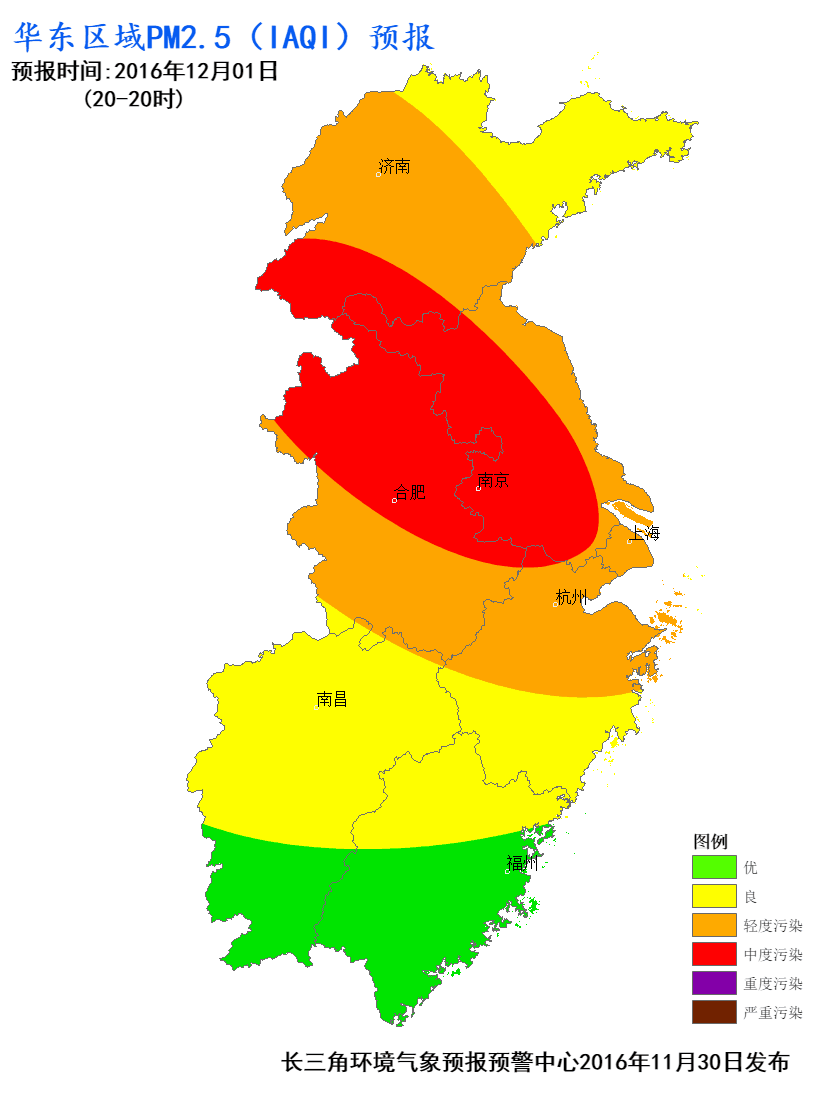 华东区域PM2.5（IAQI）预报
预报时间:2016年12月01日
(20-20时)
济南
南京
合肥
上海
杭州
南昌
福州
图例
优
良
轻度污染
中度污染
重度污染
严重污染
长三角环境气象预报预警中心2016年11月30日发布